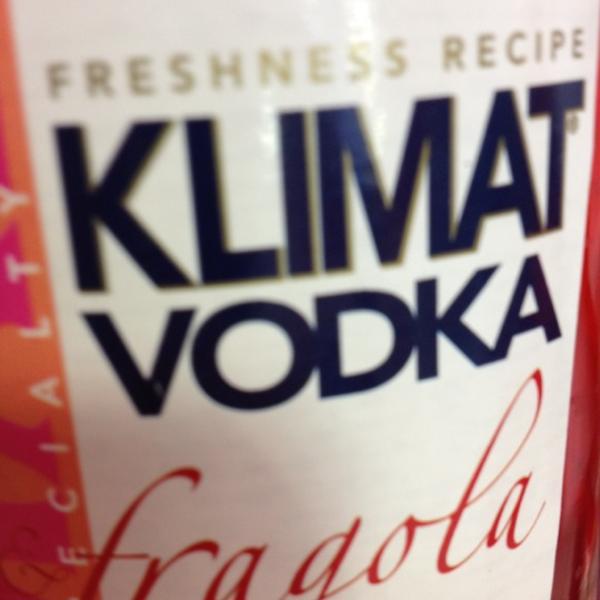 FRESHNESS RECIPE
KLIMAT
VODKA
fragola